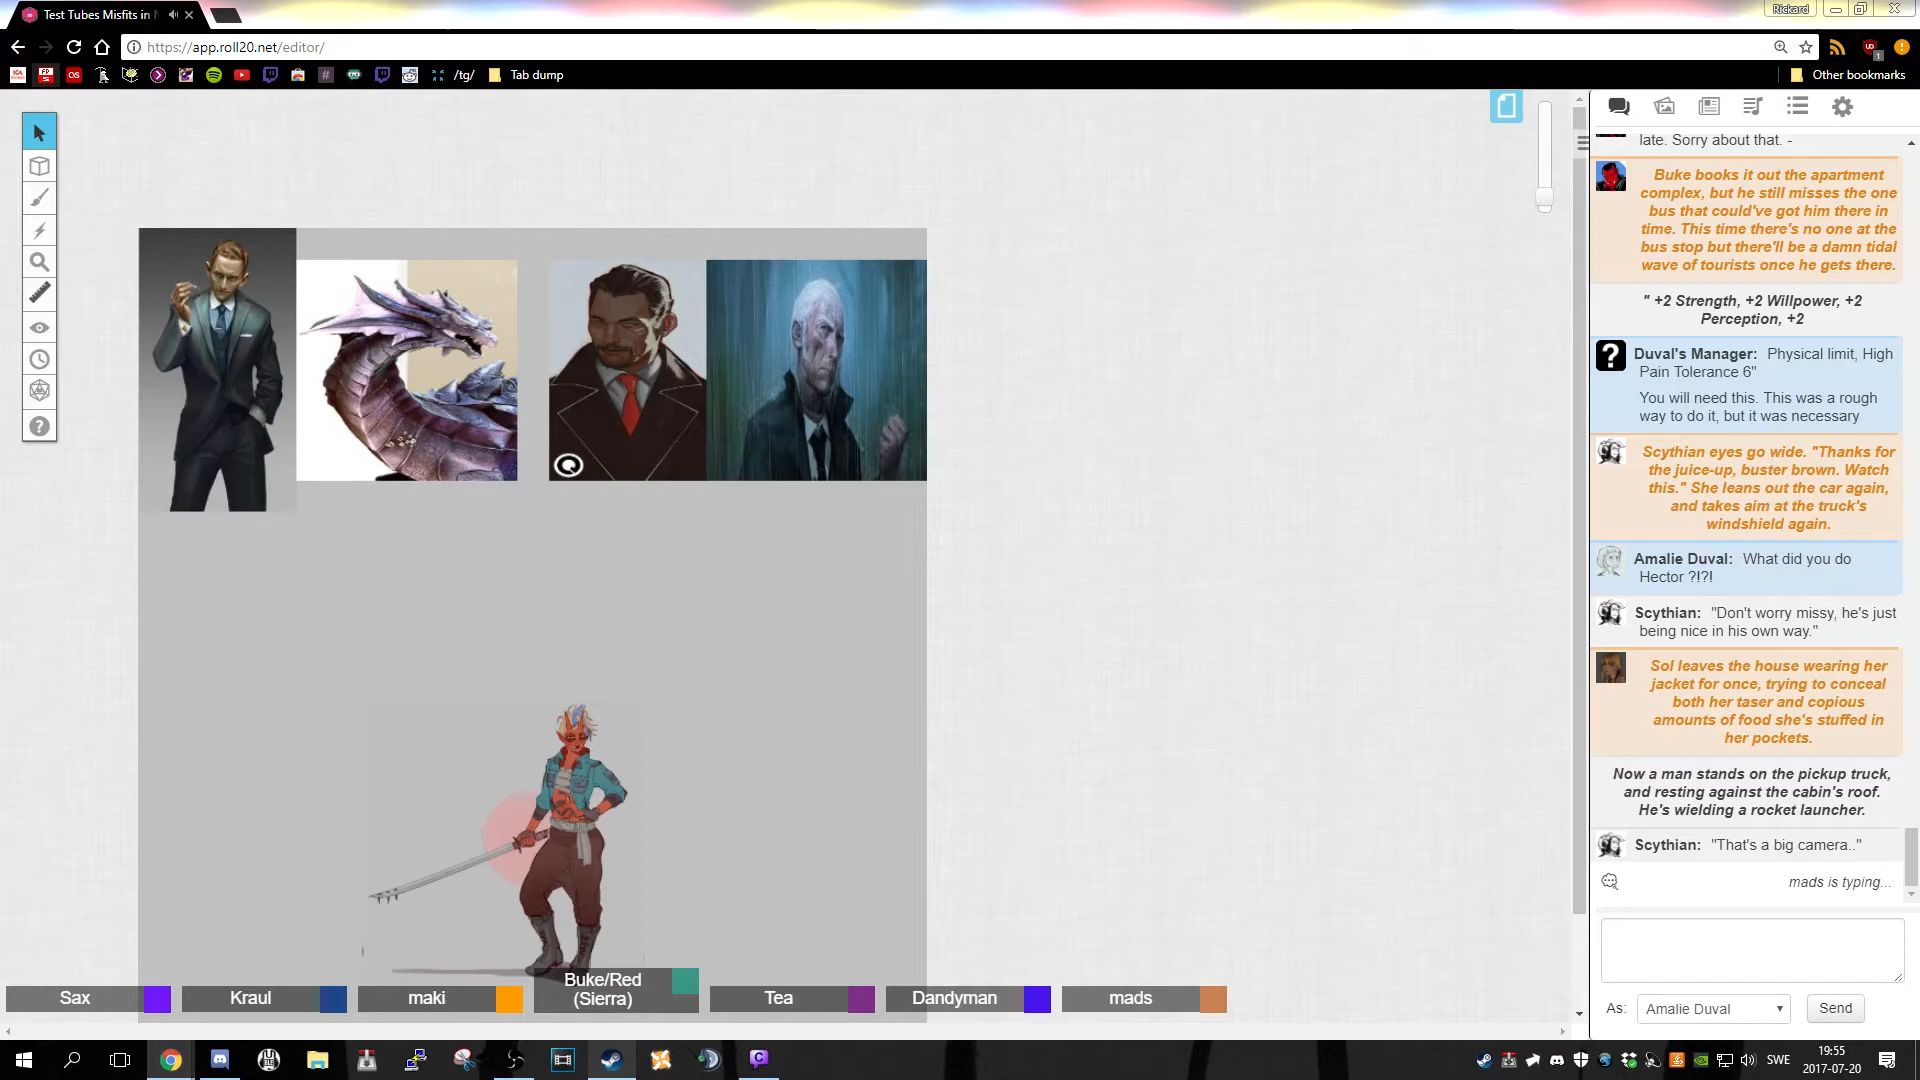 Test Tubes Misfits in
Rickard
https://app.roll20.net/editor/
/tg/
Tab dump
Other bookmarks
late. Sorry about that. -
Buke books it out the apartment
complex, but he still misses the one
bus that could've got him there in
time. This time there's no one at the
bus stop but there'll be a damn tidal
wave of tourists once he gets there.
" +2 Strength, +2 Willpower, +2
Perception, +2
Duval's Manager: Physical limit, High
Pain Tolerance 6"
You will need this. This was a rough
way to do it, but it was necessary
Scythian eyes go wide. "Thanks for
the juice-up, buster brown. Watch
this." She leans out the car again,
and takes aim at the truck's
windshield again.
Amalie Duval: What did you do
Hector ?!?!
Scythian: "Don't worry missy, he's just
being nice in his own way."
Sol leaves the house wearing her
jacket for once, trying to conceal
both her taser and copious
amounts of food she's stuffed in
her pockets.
Now a man stands on the pickup truck,
and resting against the cabin's roof.
He's wielding a rocket launcher.
Scythian: "That's a big camera.."
mads is typing...
As: Amalie Duval
Send
Sax
Kraul
maki
Buke/Red
(Sierra)
Tea
Dandyman
mads
SWE
19:55
2017-07-20